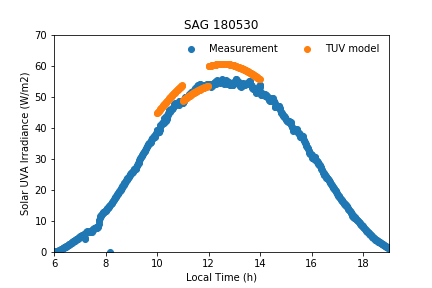 SAG 180530
Measurement TUV model
Solar UVA Irradiance (W/m2)
70
60
50
40
30
20
10
0
6 8 10 12 14 16 18
Local Time (h)